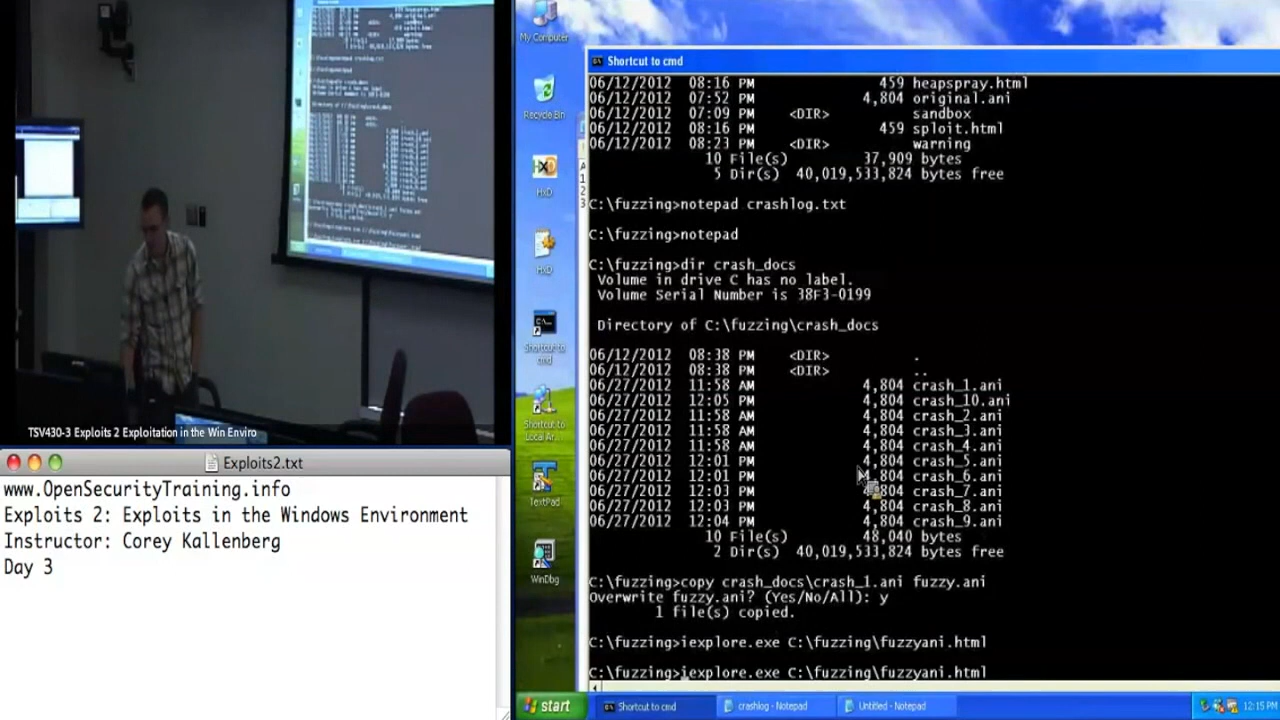 TSV430-3 Exploits 2 Exploitation in the Win Enviro
Exploits2.txt
www.OpenSecurityTraining.info
Exploits 2: Exploits in the Windows Environment
Instructor: Corey Kallenberg
Day 3
My Computer
Recycle Bin
HxD
HxD
Shortcut to cmd
Shortcut to Local Ar...
TextPad
WinDbg
Shortcut to cmd
06/12/2012 08:16 PM 459 heapspray.html
06/12/2012 07:52 PM 4,804 original.ani
06/12/2012 07:09 PM <DIR> sandbox
06/12/2012 08:16 PM 459 sploit.html
06/12/2012 08:23 PM <DIR> warning
10 File(s) 37,909 bytes
5 Dir(s) 40,019,533,824 bytes free
C:\fuzzing>notepad crashlog.txt
C:\fuzzing>notepad
C:\fuzzing>dir crash_docs
Volume in drive C has no label.
Volume Serial Number is 38F3-0199
Directory of C:\fuzzing\crash_docs
06/12/2012 08:38 PM <DIR> .
06/12/2012 08:38 PM <DIR> ..
06/27/2012 11:58 AM 4,804 crash_1.ani
06/27/2012 12:05 PM 4,804 crash_10.ani
06/27/2012 11:58 AM 4,804 crash_2.ani
06/27/2012 11:58 AM 4,804 crash_3.ani
06/27/2012 11:58 AM 4,804 crash_4.ani
06/27/2012 12:01 PM 4,804 crash_5.ani
06/27/2012 12:01 PM 4,804 crash_6.ani
06/27/2012 12:03 PM 4,804 crash_7.ani
06/27/2012 12:03 PM 4,804 crash_8.ani
06/27/2012 12:04 PM 4,804 crash_9.ani
10 File(s) 48,040 bytes
2 Dir(s) 40,019,533,824 bytes free
C:\fuzzing>copy crash_docs\crash_1.ani fuzzy.ani
Overwrite fuzzy.ani? (Yes/No/All): y
1 file(s) copied.
C:\fuzzing>iexplore.exe C:\fuzzing\fuzzyani.html
C:\fuzzing>iexplore.exe C:\fuzzing\fuzzyani.html
start
Shortcut to cmd
crashlog - Notepad
Untitled - Notepad
12:15 PM